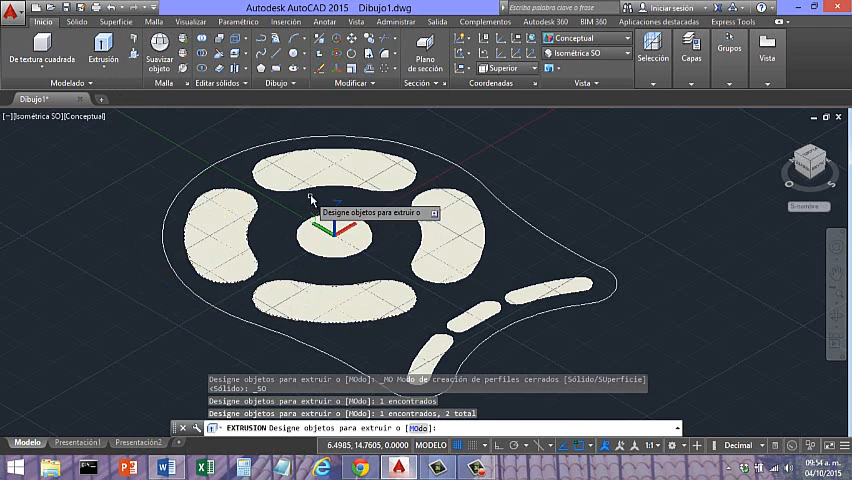 Autodesk AutoCAD 2015 Dibujo1.dwg
Escriba palabra clave o frase
Iniciar sesión
Inicio
Sólido
Superficie
Malla
Visualizar
Paramétrico
Inserción
Anotar
Vista
Administrar
Salida
Complementos
Autodesk 360
BIM 360
Aplicaciones destacadas
Express Tools
De textura cuadrada
Extrusión
Suavizar objeto
Plano de sección
Conceptual
Isométrica SO
Superior
Selección
Capas
Grupos
Vista
Modelado
Malla
Editar sólidos
Dibujo
Modificar
Sección
Coordenadas
Vista
Dibujo1*
[−][Isométrica SO][Conceptual]
S-nombre
Designe objetos para extruir o
Designe objetos para extruir o [MOdo]: _MO Modo de creación de perfiles cerrados [Sólido/SUperficie]
<Sólido>: _SO
Designe objetos para extruir o [MOdo]: 1 encontrados
Designe objetos para extruir o [MOdo]: 1 encontrados, 2 total
EXTRUSION Designe objetos para extruir o [MOdo]:
Modelo
Presentación1
Presentación2
6.4985, 14.7605, 0.0000
MODELO
1:1
Decimal
09:54 a. m.
04/10/2015